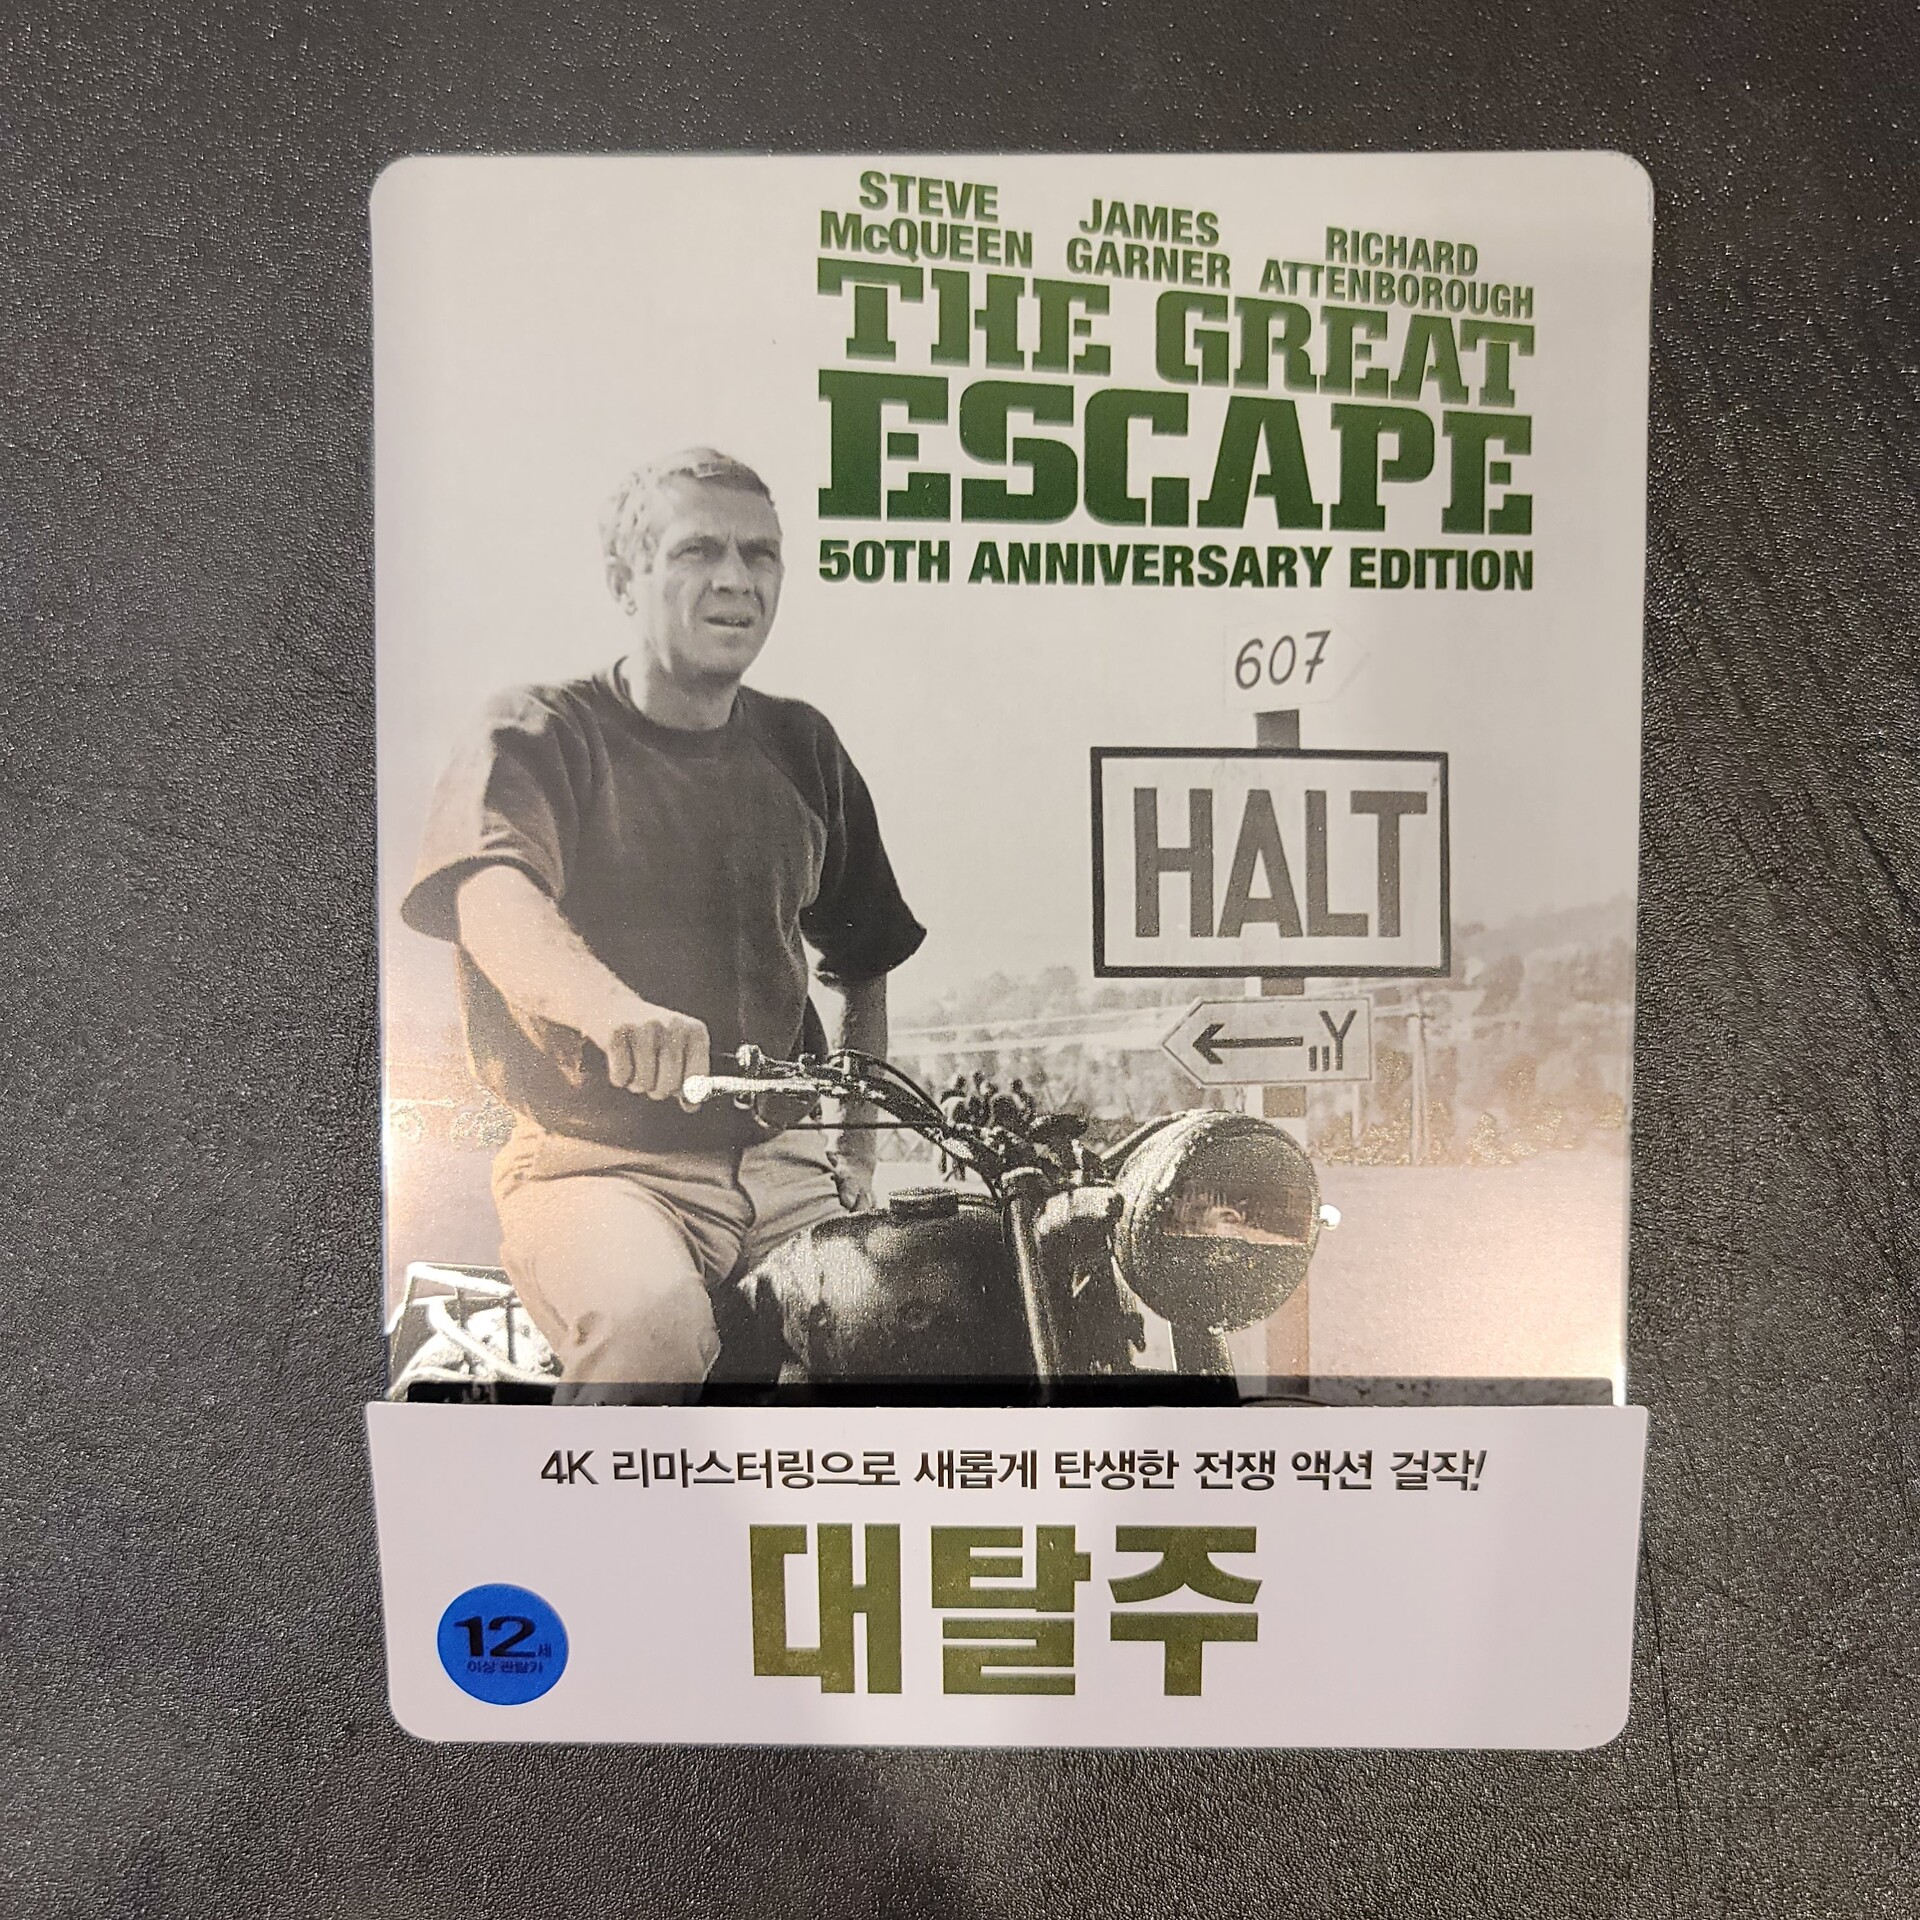 STEVE
McQUEEN
JAMES
GARNER
RICHARD
ATTENBOROUGH
THE GREAT
ESCAPE
50TH ANNIVERSARY EDITION
607
HALT
4K 리마스터링으로 새롭게 탄생한 전쟁 액션 걸작!
대탈주
12세
이상 관람가